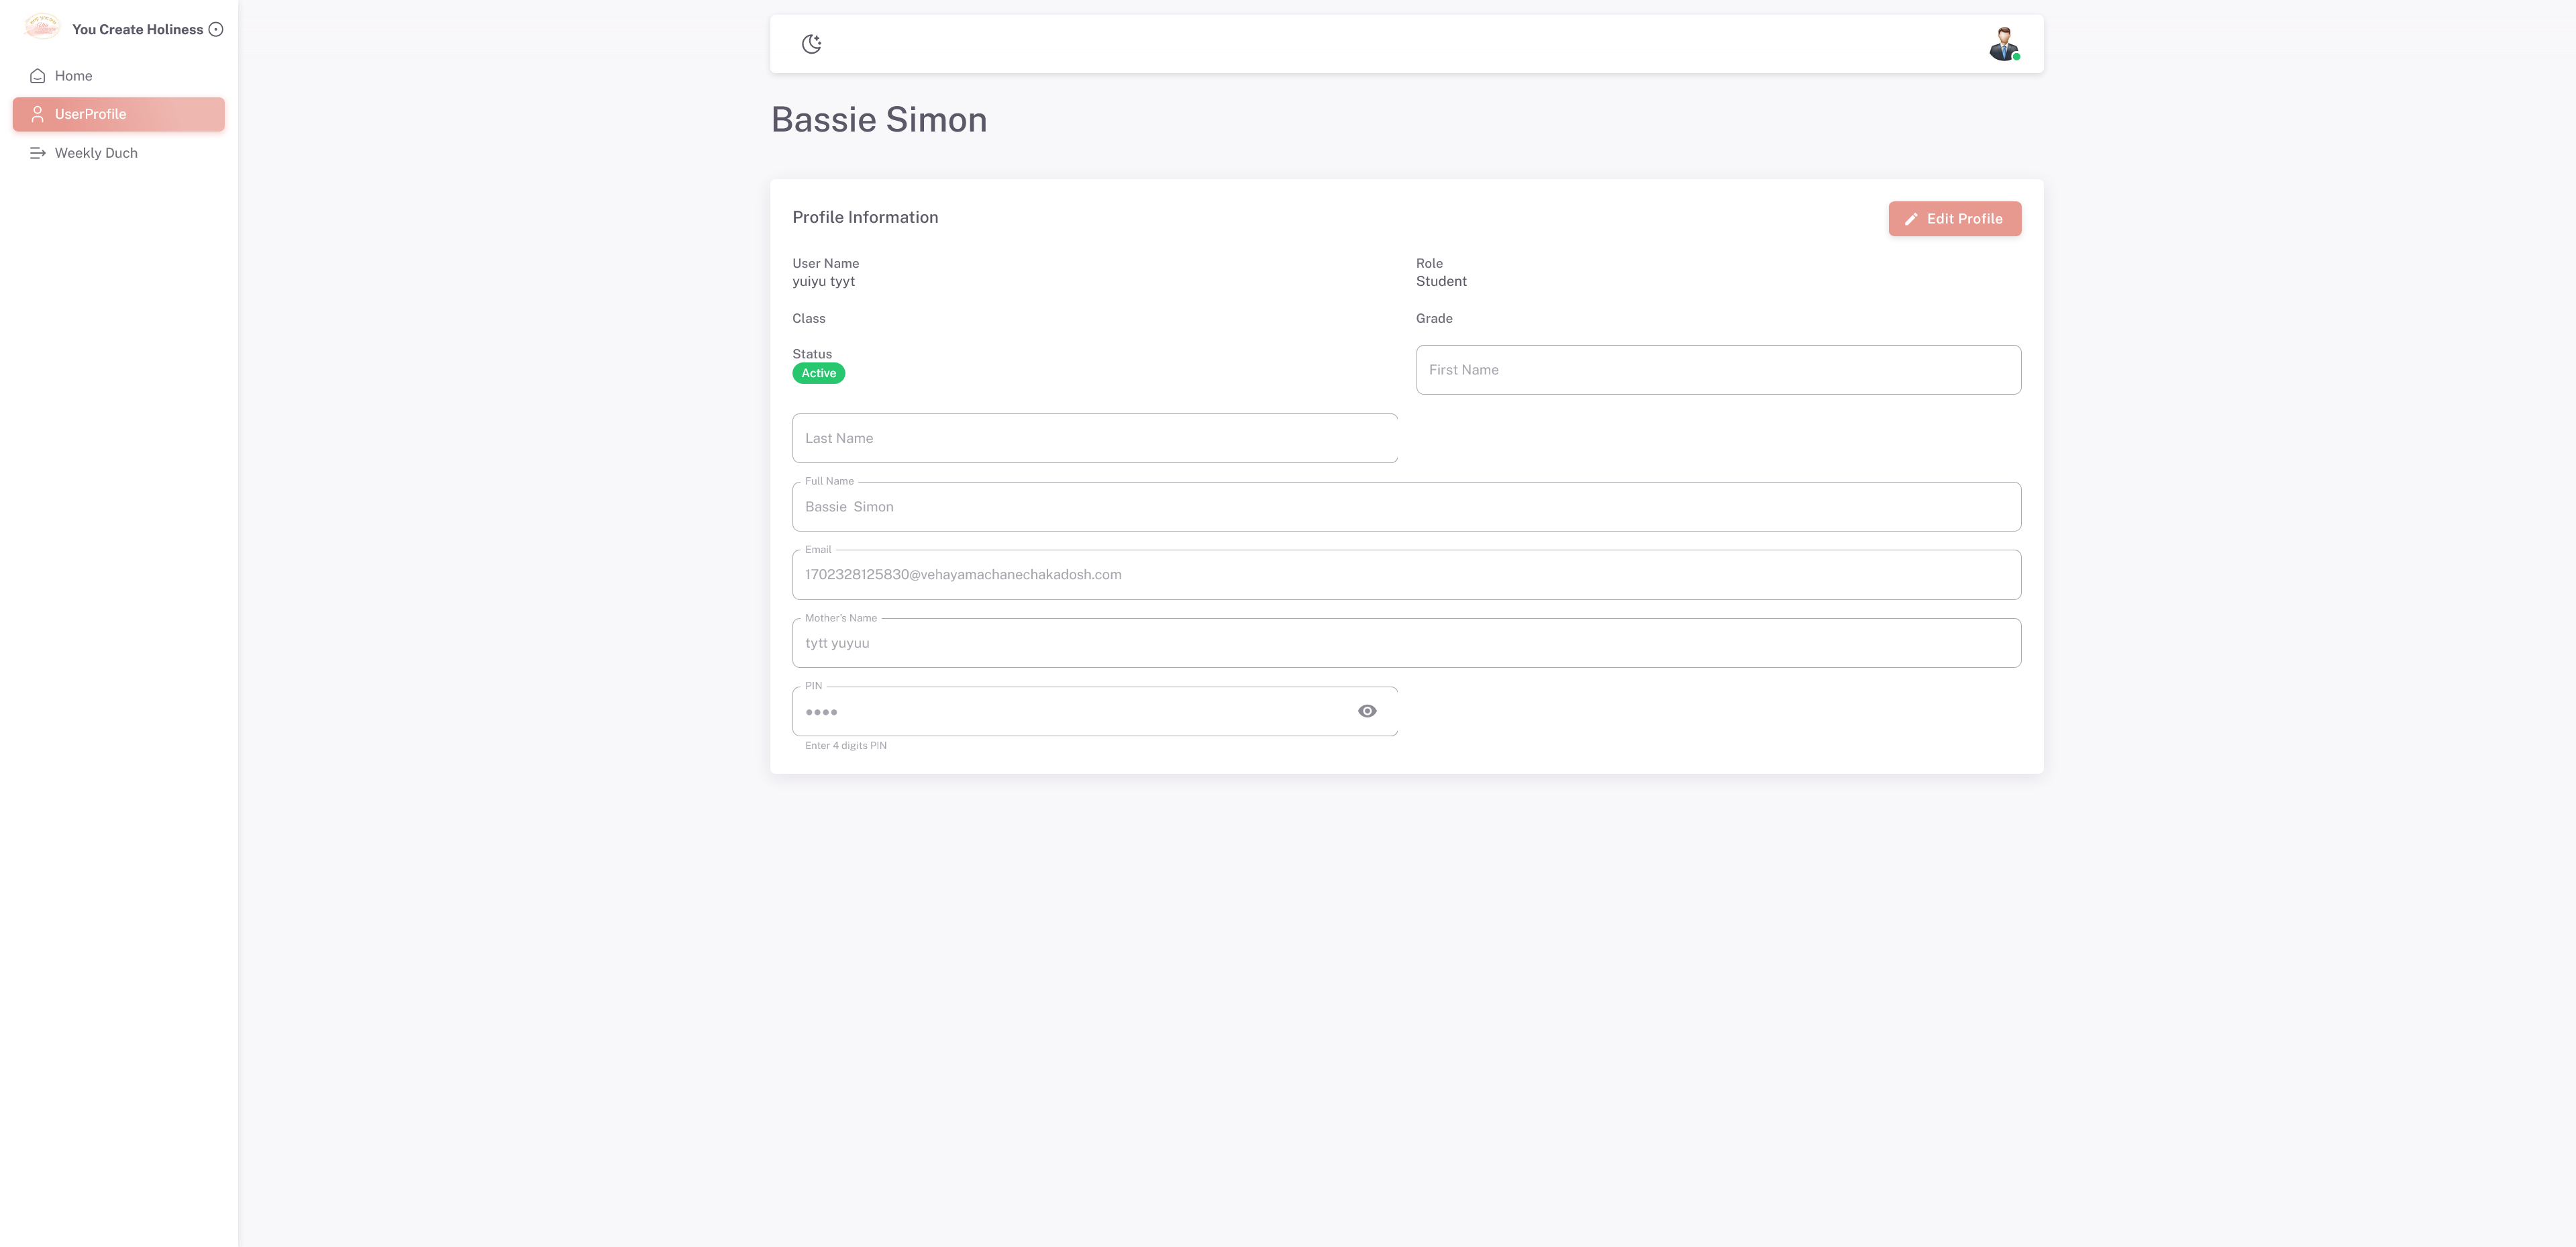 You Create Holiness
Home
UserProfile
Weekly Duch
Bassie Simon
Profile Information
Edit Profile
User Name
yuiyu tyyt
Role
Student
Class
Grade
Status
Active
First Name
Last Name
Full Name
Bassie  Simon
Email
1702328125830@vehayamachanechakadosh.com
Mother's Name
tytt yuyuu
PIN
Enter 4 digits PIN